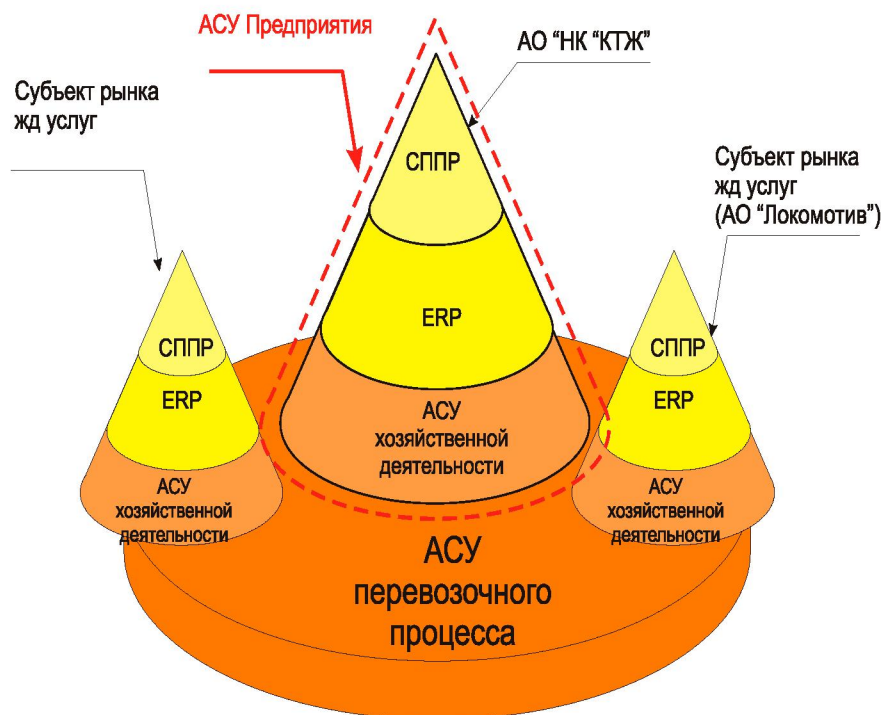 АСУ Предприятия
АО “НК “КТЖ”
Субъект рынка
жд услуг
Субъект рынка
жд услуг
(АО “Локомотив”)
СППР
ERP
АСУ
хозяйственной
деятельности
СППР
ERP
АСУ
хозяйственной
деятельности
СППР
ERP
АСУ
хозяйственной
деятельности
АСУ
перевозочного
процесса